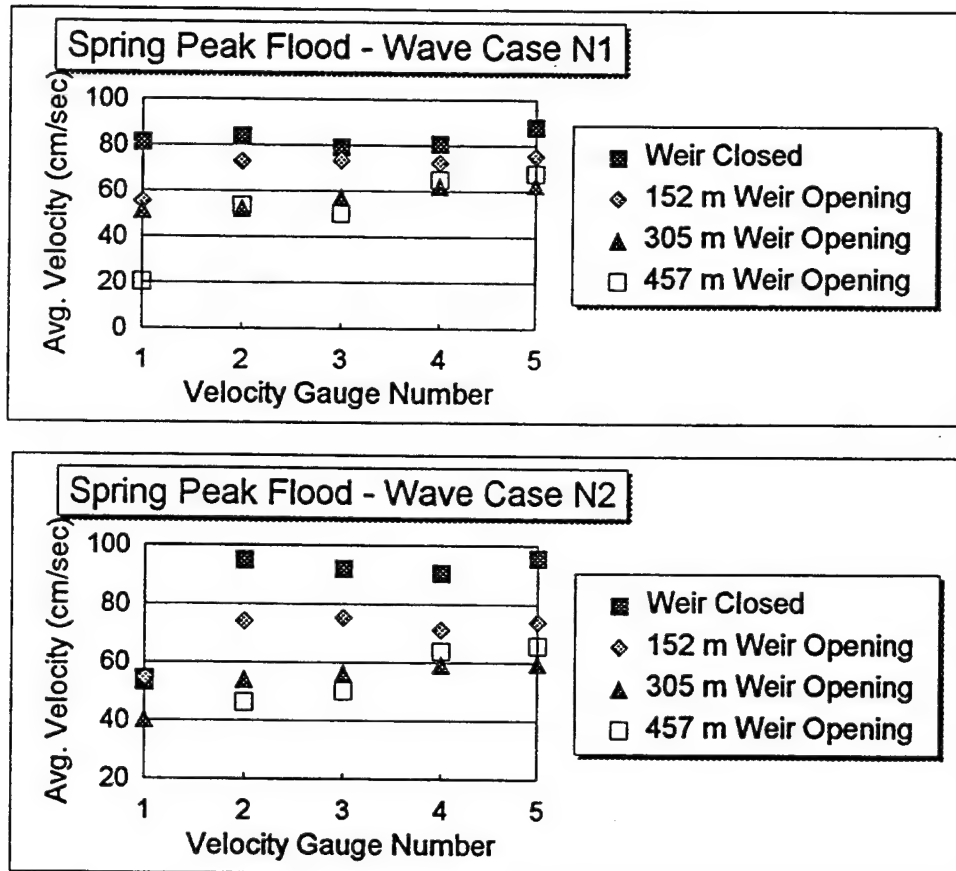 Spring Peak Flood - Wave Case N1
Avg. Velocity (cm/sec)
100
80
60
40
20
0
1 2 3 4 5
Velocity Gauge Number
Weir Closed
152 m Weir Opening
305 m Weir Opening
457 m Weir Opening
Spring Peak Flood - Wave Case N2
Avg. Velocity (cm/sec)
100
80
60
40
20
1 2 3 4 5
Velocity Gauge Number
Weir Closed
152 m Weir Opening
305 m Weir Opening
457 m Weir Opening